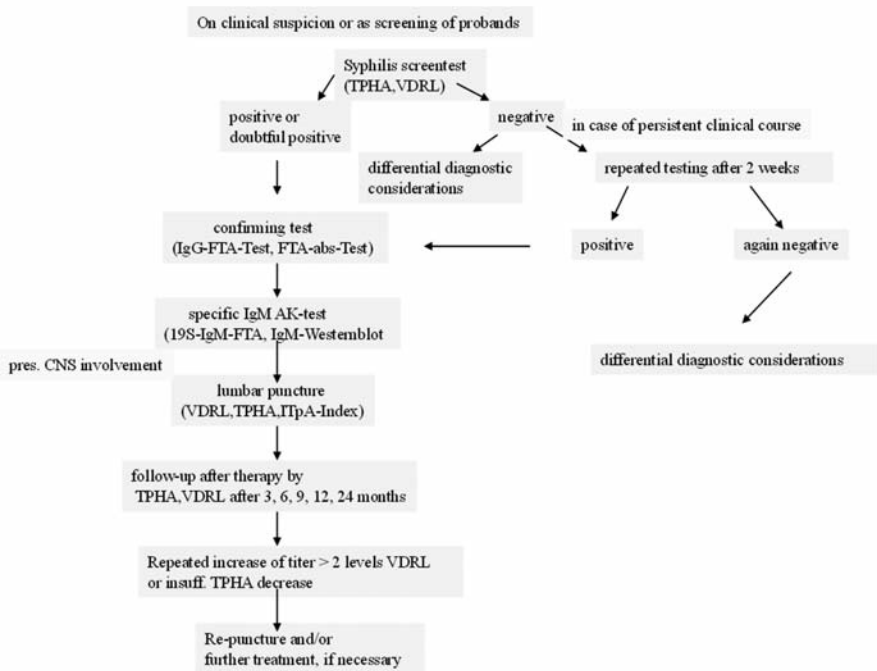 On clinical suspicion or as screening of probands
Syphilis screentest
(TPHA,VDRL)
positive or
doubtful positive
negative
in case of persistent clinical course
differential diagnostic
considerations
repeated testing after 2 weeks
confirming test
(IgG-FTA-Test, FTA-abs-Test)
positive
again negative
specific IgM AK-test
(19S-IgM-FTA, IgM-Westernblot
differential diagnostic considerations
pres. CNS involvement
lumbar puncture
(VDRL,TPHA,ITpA-Index)
follow-up after therapy by
TPHA,VDRL after 3, 6, 9, 12, 24 months
Repeated increase of titer > 2 levels VDRL
or insuff. TPHA decrease
Re-puncture and/or
further treatment, if necessary